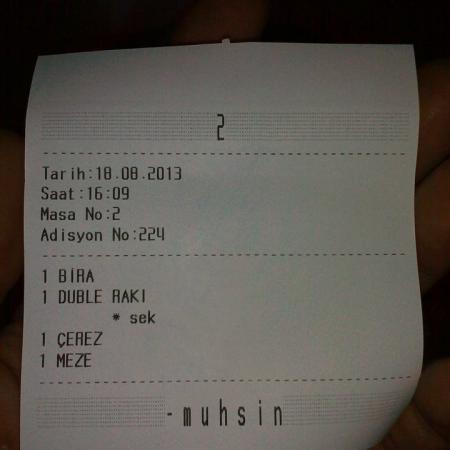 2
Tarih:18.08.2013
Saat:16:09
Masa No:2
Adisyon No:224
1 BİRA
1 DUBLE RAKI
* sek
1 ÇEREZ
1 MEZE
-muhsin